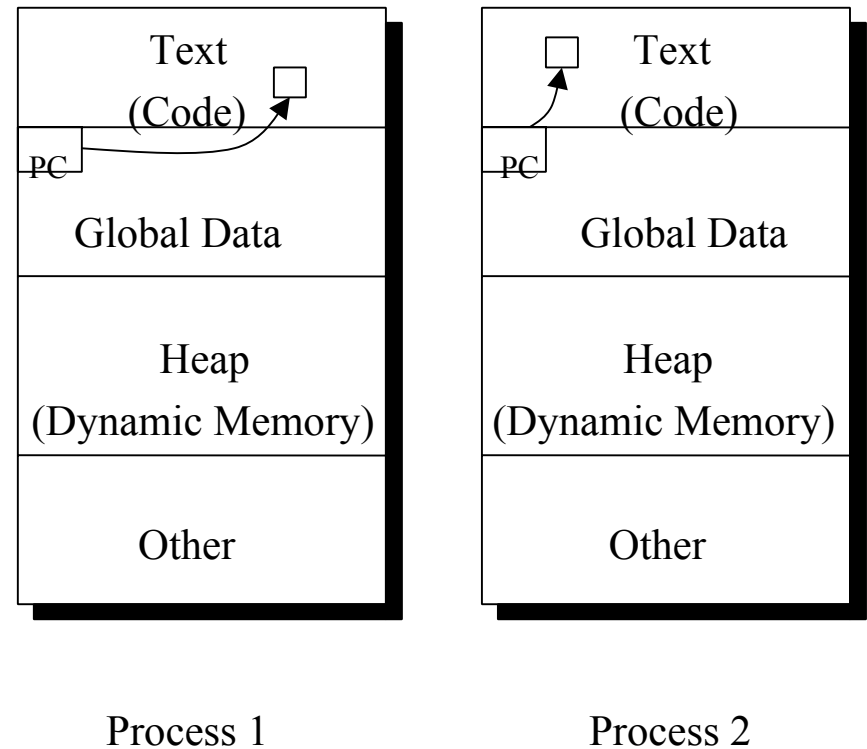 Text
(Code)
PC
Global Data
Heap
(Dynamic Memory)
Other
Process 1
Text
(Code)
PC
Global Data
Heap
(Dynamic Memory)
Other
Process 2